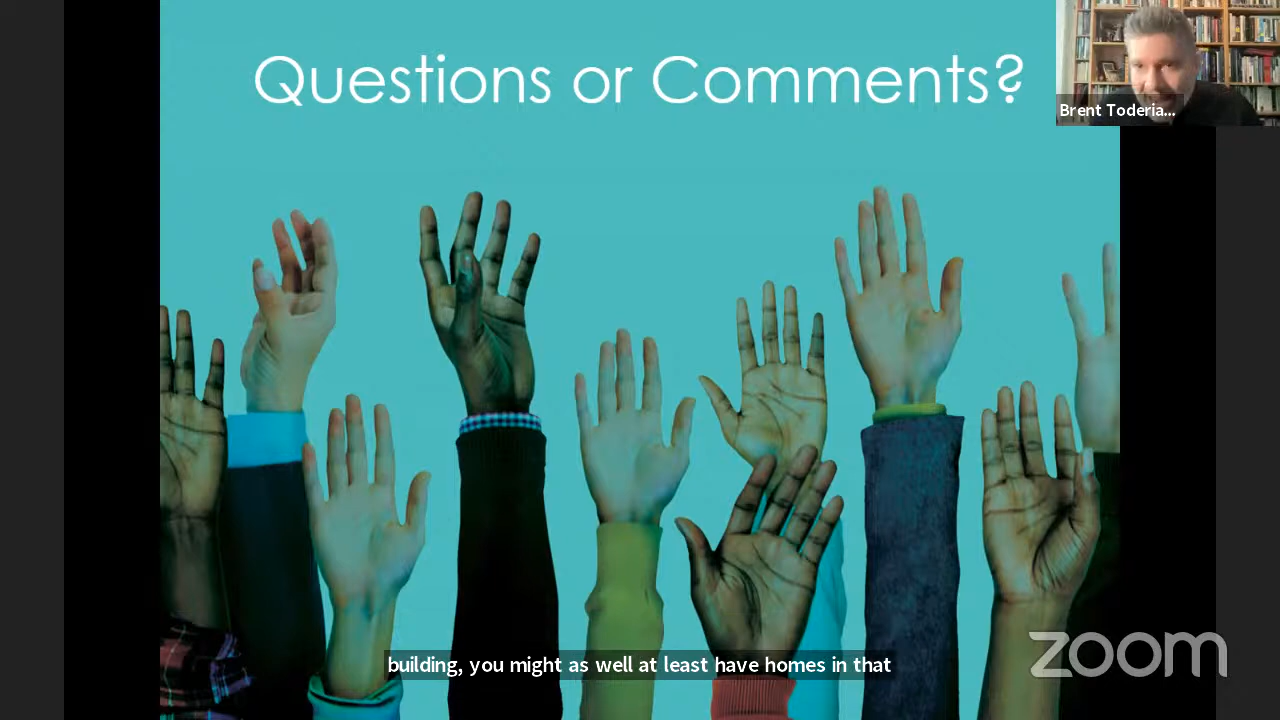 Questions or Comments?
Brent Toderia...
building, you might as well at least have homes in that
zoom